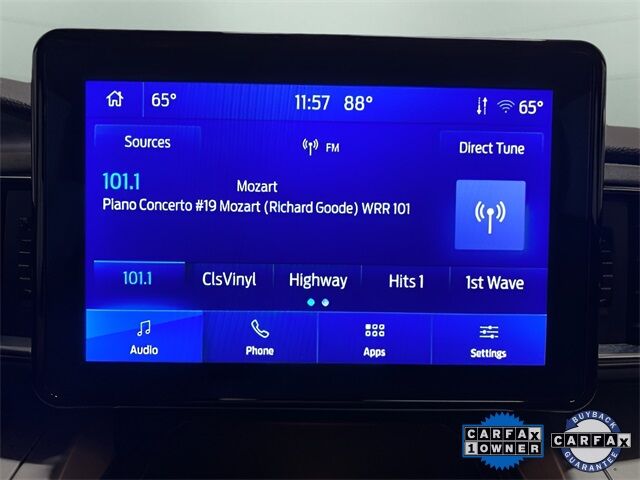 65° 11:57 88° 65°
Sources FM Direct Tune
101.1 Mozart
Piano Concerto #19 Mozart (Richard Goode) WRR 101
101.1 ClsVinyl Highway Hits 1 1st Wave
Audio Phone Apps Settings
CARFAX
1 OWNER
BUYBACK
CARFAX
GUARANTEE